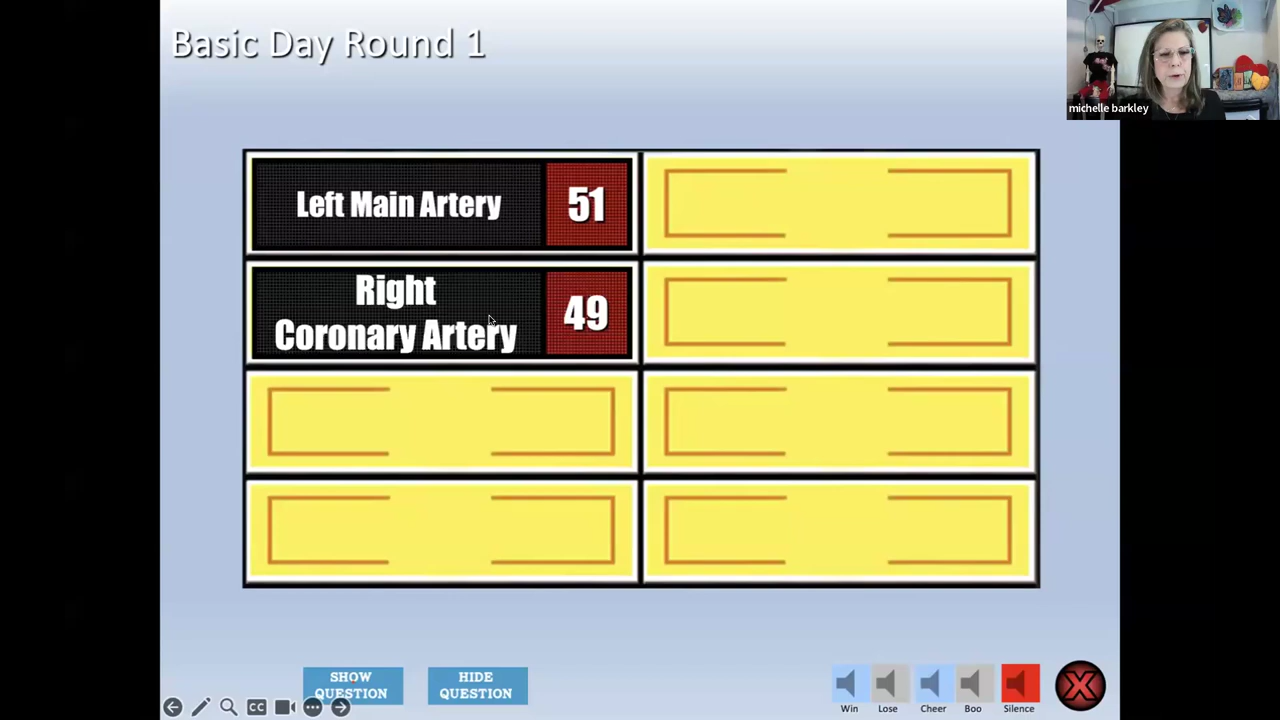 Basic Day Round 1
michelle barkley
Left Main Artery
51
Right
Coronary Artery
49
SHOW
QUESTION
HIDE
QUESTION
CC
Win
Lose
Cheer
Boo
Silence
X